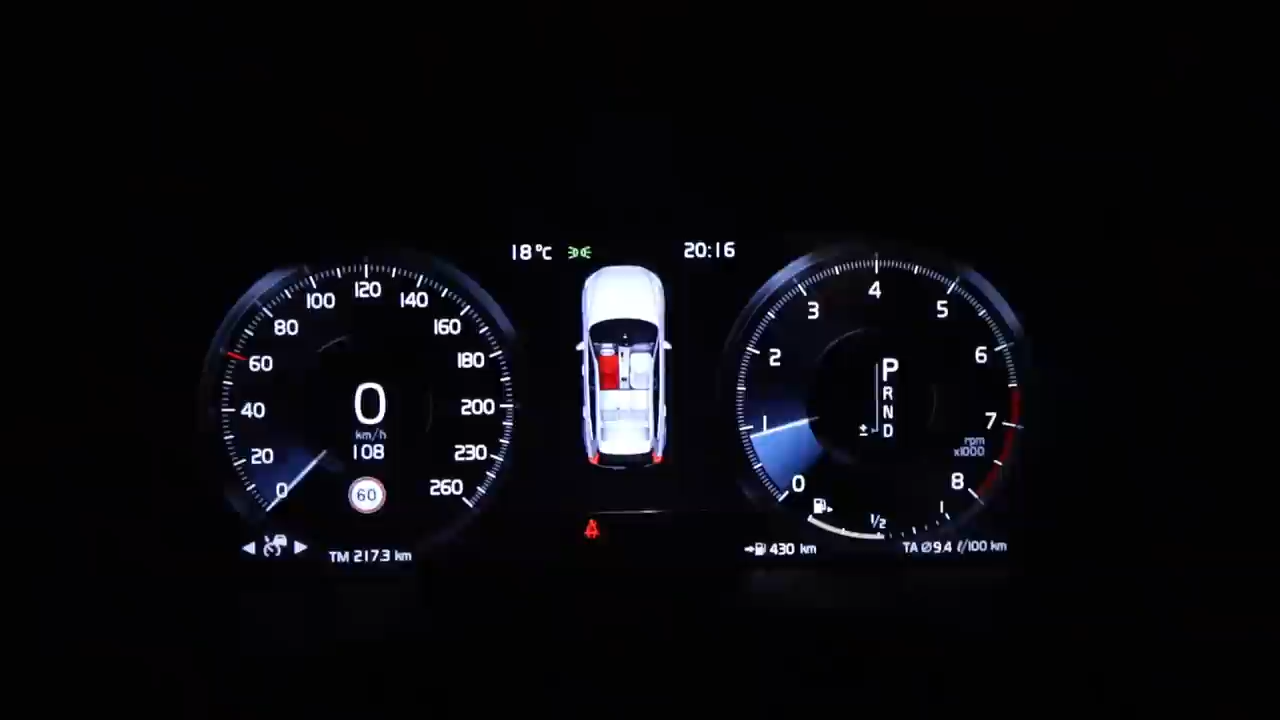 18°C
20:16
0
20
40
60
80
100
120
140
160
180
200
230
260
0
km/h
108
60
TM 217.3 km
0
1
2
3
4
5
6
7
8
P
R
N
D
±
rpm
x1000
1/2
1
430 km
TA Ø9.4 ℓ/100 km